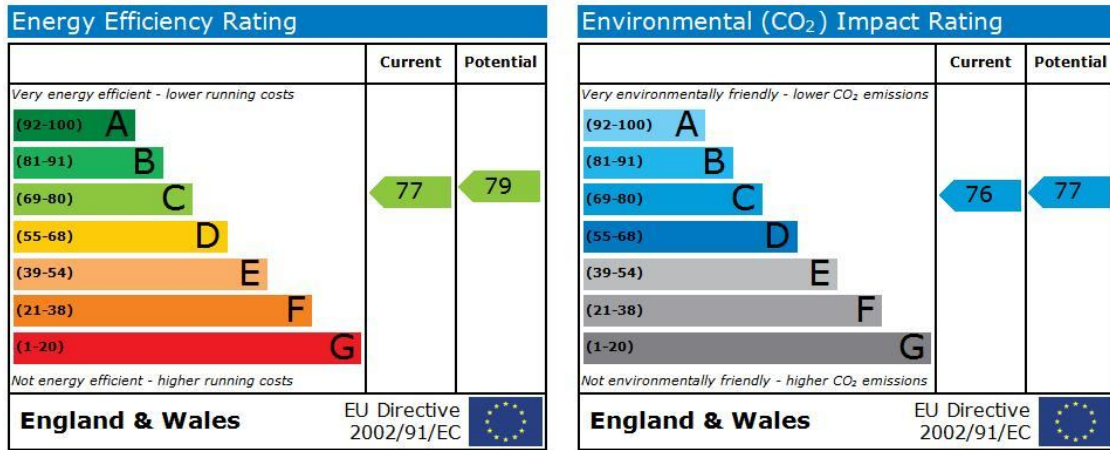 Energy Efficiency Rating
Current Potential
Very energy efficient - lower running costs
(92-100) A
(81-91) B
(69-80) C
77 79
(55-68) D
(39-54) E
(21-38) F
(1-20) G
Not energy efficient - higher running costs
England & Wales
EU Directive
2002/91/EC
Environmental (CO₂) Impact Rating
Current Potential
Very environmentally friendly - lower CO₂ emissions
(92-100) A
(81-91) B
(69-80) C
76 77
(55-68) D
(39-54) E
(21-38) F
(1-20) G
Not environmentally friendly - higher CO₂ emissions
England & Wales
EU Directive
2002/91/EC